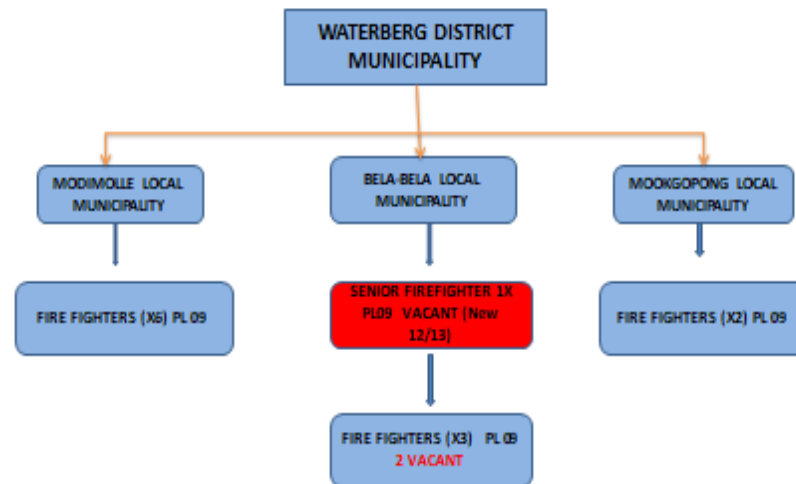 WATERBERG DISTRICT
MUNICIPALITY
MODIMOLLE LOCAL
MUNICIPALITY
BELA-BELA LOCAL
MUNICIPALITY
MOOKGOPONG LOCAL
MUNICIPALITY
FIRE FIGHTERS (X6) PL 09
SENIOR FIREFIGHTER 1X
PL09 VACANT (New
12/13)
FIRE FIGHTERS (X2) PL 09
FIRE FIGHTERS (X3) PL 09
2 VACANT